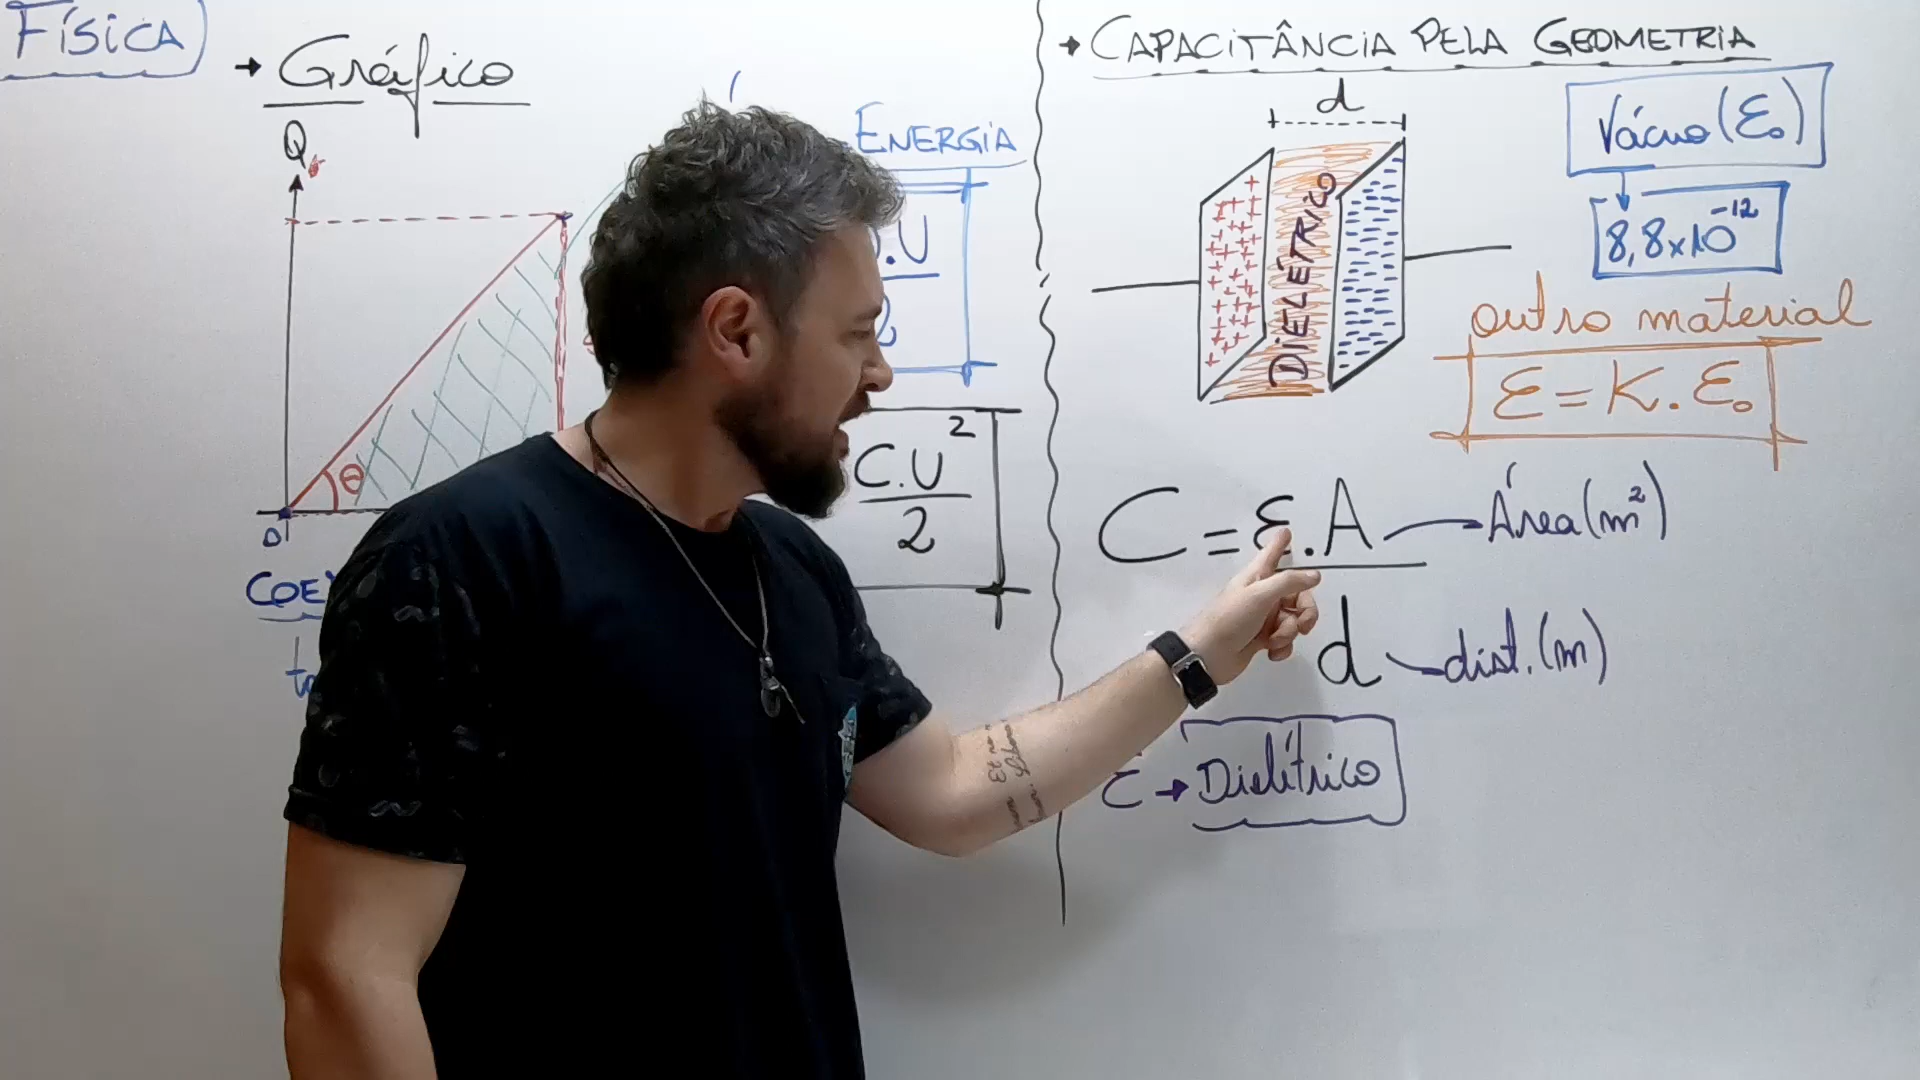 FÍSICA
→ Gráfico
Q
θ
0
ENERGIA
.U
2
C.U²
2
→ CAPACITÂNCIA PELA GEOMETRIA
d
DIELÉTRICO
Vácuo (ε₀)
8,8x10⁻¹²
outro material
ε = K . ε₀
C = ε . A
Área (m²)
d
dist. (m)
→ Dielétrico